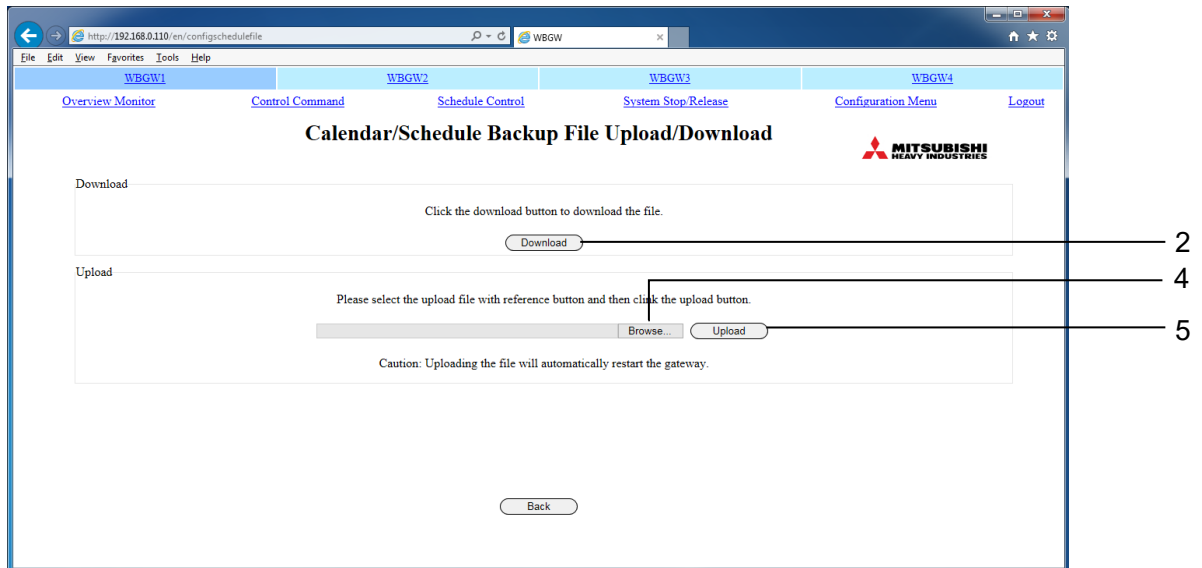 http://192.168.0.110/en/configschedulefile
WBGW
File Edit View Favorites Tools Help
WBGW1 WBGW2 WBGW3 WBGW4
Overview Monitor Control Command Schedule Control System Stop/Release Configuration Menu Logout
Calendar/Schedule Backup File Upload/Download
MITSUBISHI
HEAVY INDUSTRIES
Download
Click the download button to download the file.
Download
2
Upload
4
Please select the upload file with reference button and then clink the upload button.
Browse... Upload
5
Caution: Uploading the file will automatically restart the gateway.
Back